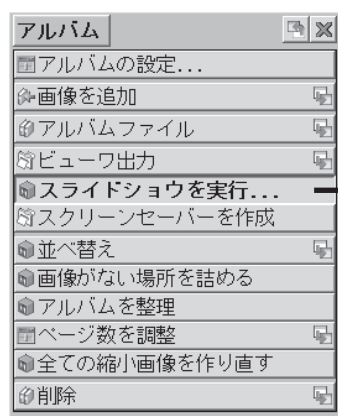 アルバム
アルバムの設定...
画像を追加
アルバムファイル
ビューワ出力
スライドショウを実行...
スクリーンセーバーを作成
並べ替え
画像がない場所を詰める
アルバムを整理
ページ数を調整
全ての縮小画像を作り直す
削除